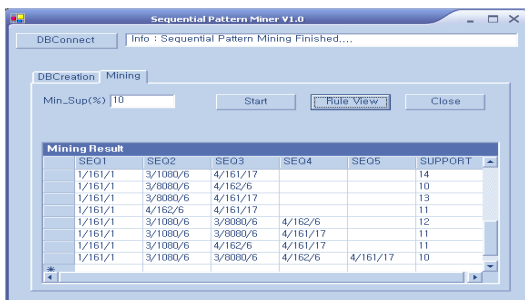 Sequential Pattern Miner V1.0
DBConnect Info : Sequential Pattern Mining Finished....
DBCreation Mining
Min_Sup(%) 10 Start Rule View Close
Mining Result
SEQ1 SEQ2 SEQ3 SEQ4 SEQ5 SUPPORT
1/161/1 3/1080/6 4/161/17 14
1/161/1 3/8080/6 4/162/6 10
1/161/1 3/8080/6 4/161/17 13
1/161/1 4/162/6 4/161/17 11
1/161/1 3/1080/6 3/8080/6 4/162/6 12
1/161/1 3/1080/6 3/8080/6 4/161/17 11
1/161/1 3/1080/6 4/162/6 4/161/17 11
1/161/1 3/1080/6 3/8080/6 4/162/6 4/161/17 10
*